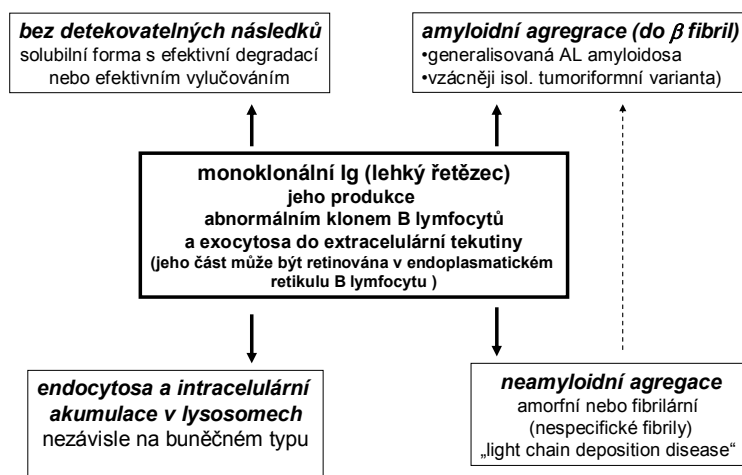 bez detekovatelných následků
solubilní forma s efektivní degradací
nebo efektivním vylučováním
amyloidní agregrace (do β fibril)
•generalisovaná AL amyloidosa
•vzácněji isol. tumoriformní varianta)
monoklonální Ig (lehký řetězec)
jeho produkce
abnormálním klonem B lymfocytů
a exocytosa do extracelulární tekutiny
(jeho část může být retinována v endoplasmatickém
retikulu B lymfocytu )
endocytosa a intracelulární
akumulace v lysosomech
nezávisle na buněčném typu
neamyloidní agregace
amorfní nebo fibrilární
(nespecifické fibrily)
„light chain deposition disease“